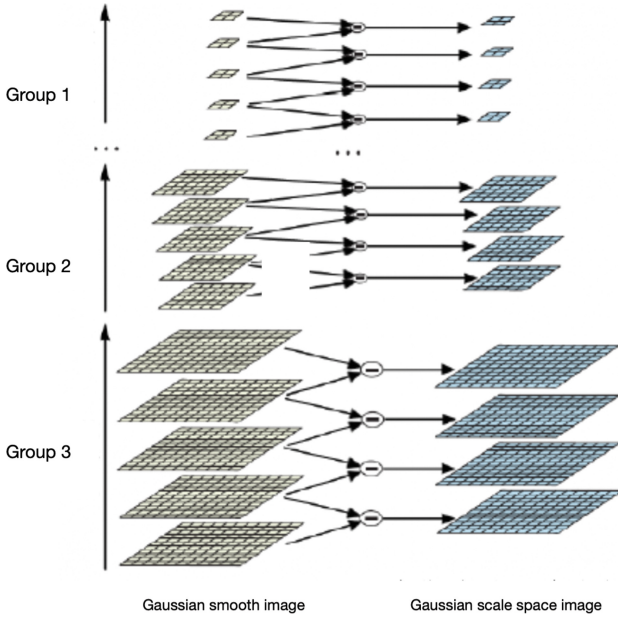 Group 1
...
...
Group 2
Group 3
Gaussian smooth image
Gaussian scale space image